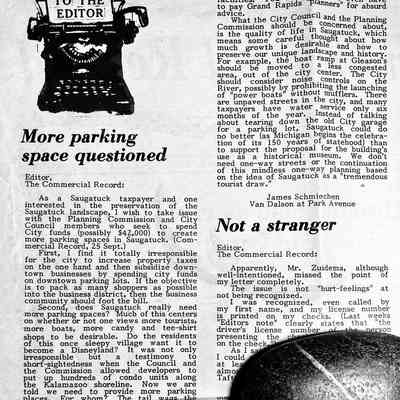 TO THE
EDITOR
More parking
space questioned
Editor,
The Commercial Record:
As a Saugatuck taxpayer and one
interested in the preservation of the
Saugatuck landscape, I wish to take issue
with the Planning Commission and City
Council members who seek to spend
City funds (possibly $42,000) to create
more parking spaces in Saugatuck. (Com-
mercial Record, 25 Sept.)
First, I find it totally irresponsible
for the city to increase property taxes
on the one hand and then subsidize down-
town businesses by spending city funds
on downtown parking lots. If the objective
is to pack as many shoppers as possible
into the business district, then the business
community should foot the bill.
Second, does Saugatuck really need
more parking spaces? Much of this centers
on whether or not one views more tourists,
more boats, more candy and tee-shirt
shops to be desirable. Do the residents
of this once sleepy village want it to
become a Disneyland? It was not only
irresponsible but a testimony to
short-sightedness when the Council and
the Commission allowed developers to
put up hundreds of condo units along
the Kalamazoo shoreline. Now we are
told we need to provide more parking
places. For whom? The tail wags the
to pay Grand Rapids "planners" for absurd
advice.
What the City Council and the Planning
Commission should be concerned about,
is the quality of life in Saugatuck, which
means some careful thought about how
much growth is desirable and how to
preserve our unique landscape and history.
For example, the boat ramp at Gleason's
should be moved to a less congested
area, out of the city center. The City
should consider noise controls on the
River, possibly by prohibiting the launching
of "power boats" without mufflers. There
are unpaved streets in the city, and many
taxpayers have water service only six
months of the year. Instead of talking
about tearing down the old City garage
for a parking lot, Saugatuck could do
no better (as Michigan begins the celebra-
tion of its 150 years of statehood) than
to support the proposal for the building's
use as a historical museum. We don't
need one-way streets or the continuation
of this mindless one-way planning based
on the idea of Saugatuck as a "tremendous
tourist draw."
James Schmiechen
Van Dalson at Park Avenue
Not a stranger
Editor,
The Commercial Record:
Apparently, Mr. Zuidema, although
well-intentioned, missed the point of
my letter completely.
The issue is not "hurt-feelings" at
not being recognized.
I was recognized, even called by
my first name, and my license number
is printed on my checks. (Last weeks
"Editors note" clearly states that "the
driver's license number of the person
presenting the
on the check
As I
I could
at le
almo
Taf